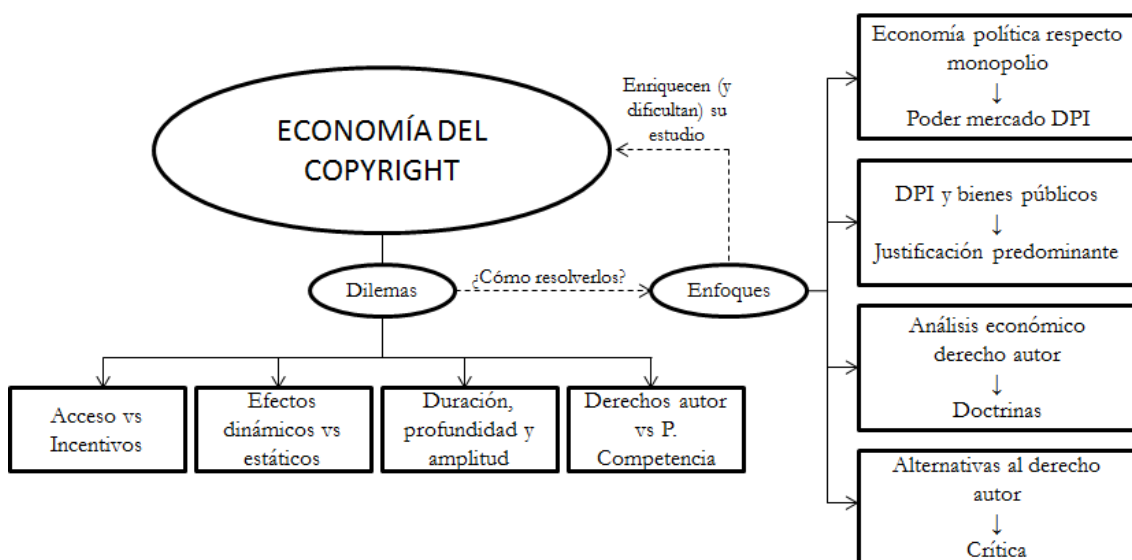 ECONOMÍA DEL
COPYRIGHT
Enriquecen (y
dificultan) su
estudio
Dilemas
¿Cómo resolverlos?
Enfoques
Acceso vs
Incentivos
Efectos
dinámicos vs
estáticos
Duración,
profundidad y
amplitud
Derechos autor
vs P.
Competencia
Economía política respecto
monopolio
↓
Poder mercado DPI
DPI y bienes públicos
↓
Justificación predominante
Análisis económico
derecho autor
↓
Doctrinas
Alternativas al derecho
autor
↓
Crítica